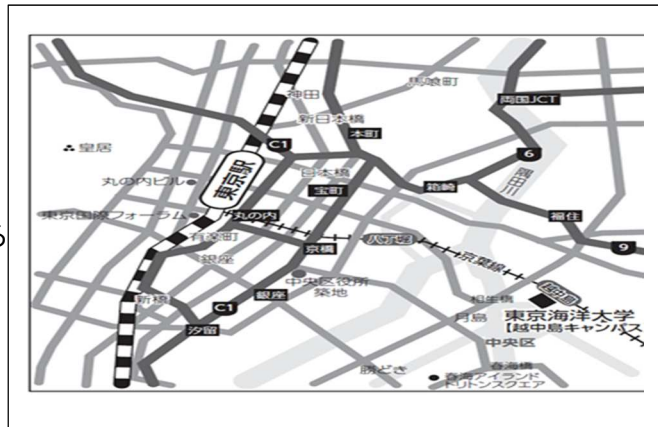 馬喰町
神田
両国JCT
新日本橋
本町
C1
皇居
6
隅田川
日本橋
丸の内ビル
東京駅
宝町
箱崎
東京国際フォーラム
丸の内
福住
有楽町
八丁堀
京橋
9
銀座
京葉線
中央区役所
越中島
築地
新橋
C1
銀座
相生橋
汐留
月島
東京海洋大学
【越中島キャンパス
中央区
春海橋
勝どき
春海アイランド
トリトンスクエア